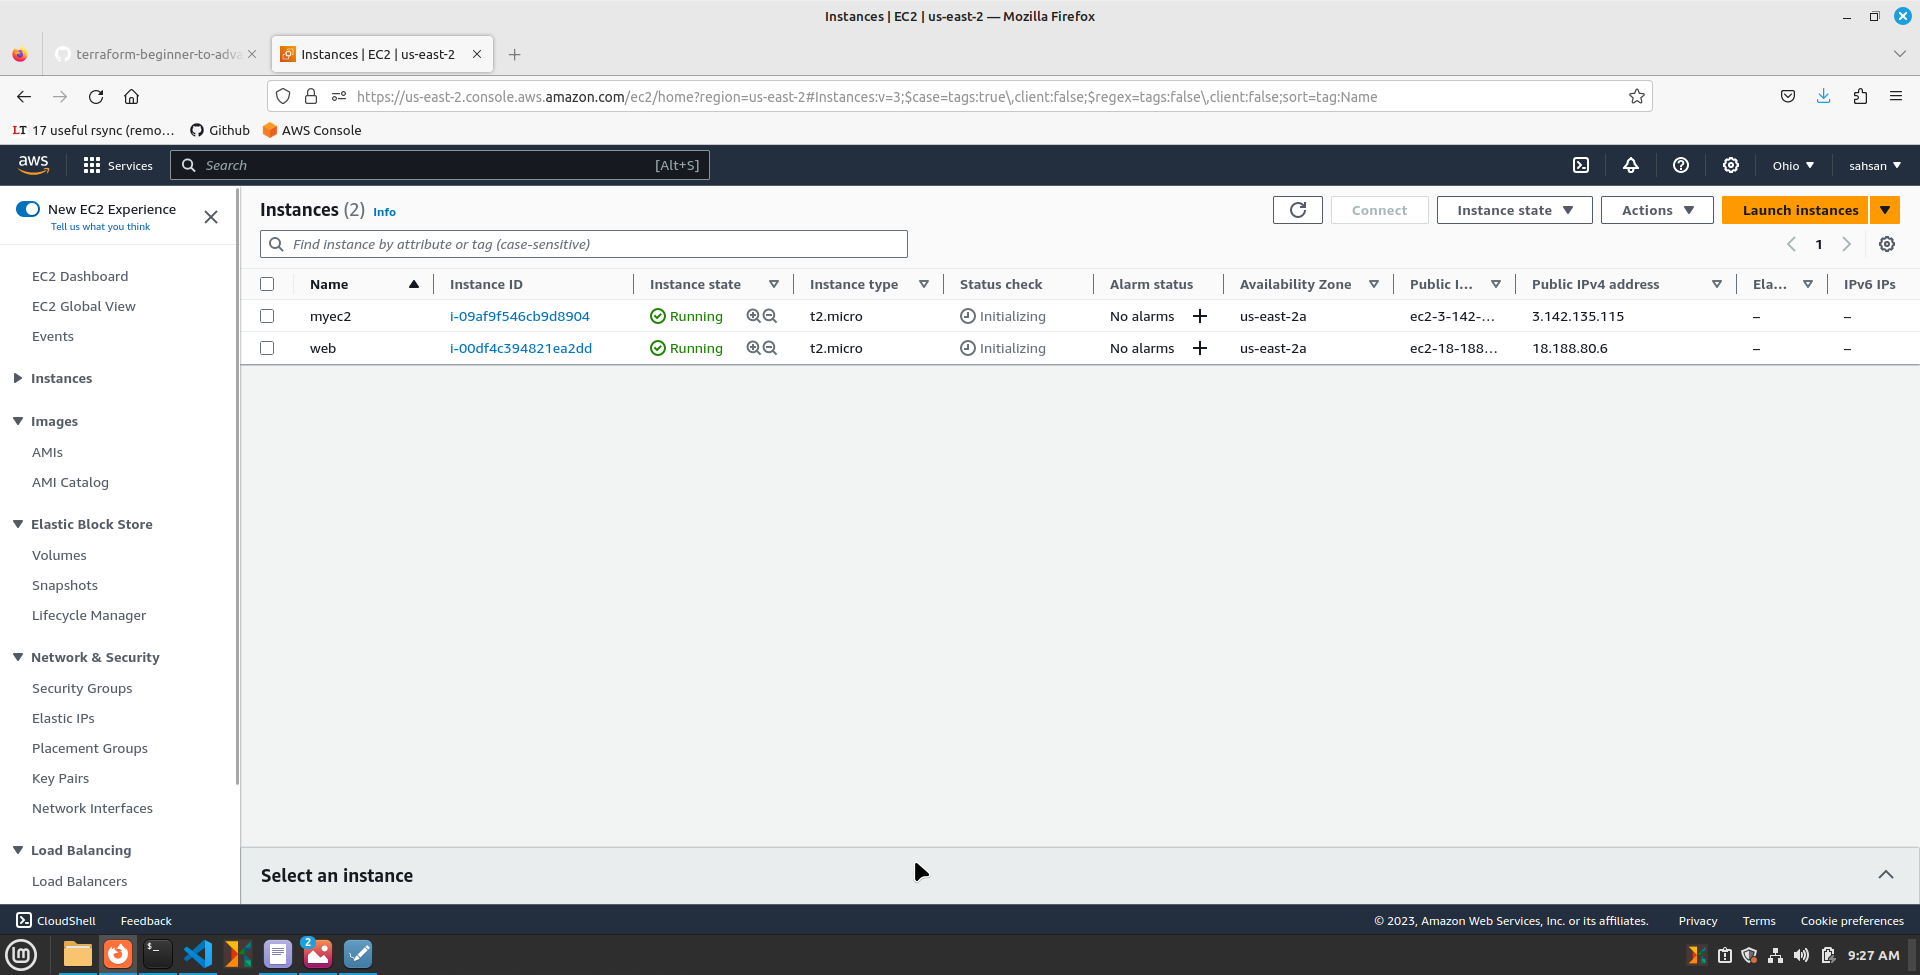 Instances | EC2 | us-east-2 — Mozilla Firefox
terraform-beginner-to-adva
Instances | EC2 | us-east-2
https://us-east-2.console.aws.amazon.com/ec2/home?region=us-east-2#Instances:v=3;$case=tags:true\,client:false;$regex=tags:false\,client:false;sort=tag:Name
LT 17 useful rsync (remo… Github AWS Console
aws Services Search [Alt+S] Ohio sahsan
New EC2 Experience
Tell us what you think
EC2 Dashboard
EC2 Global View
Events
Instances
Images
AMIs
AMI Catalog
Elastic Block Store
Volumes
Snapshots
Lifecycle Manager
Network & Security
Security Groups
Elastic IPs
Placement Groups
Key Pairs
Network Interfaces
Load Balancing
Load Balancers
Instances (2) Info
Connect Instance state Actions Launch instances
Find instance by attribute or tag (case-sensitive) 1
Name Instance ID Instance state Instance type Status check Alarm status Availability Zone Public I... Public IPv4 address Ela... IPv6 IPs
myec2 i-09af9f546cb9d8904 Running t2.micro Initializing No alarms + us-east-2a ec2-3-142-... 3.142.135.115 – –
web i-00df4c394821ea2dd Running t2.micro Initializing No alarms + us-east-2a ec2-18-188... 18.188.80.6 – –
Select an instance
CloudShell Feedback © 2023, Amazon Web Services, Inc. or its affiliates. Privacy Terms Cookie preferences
2
9:27 AM